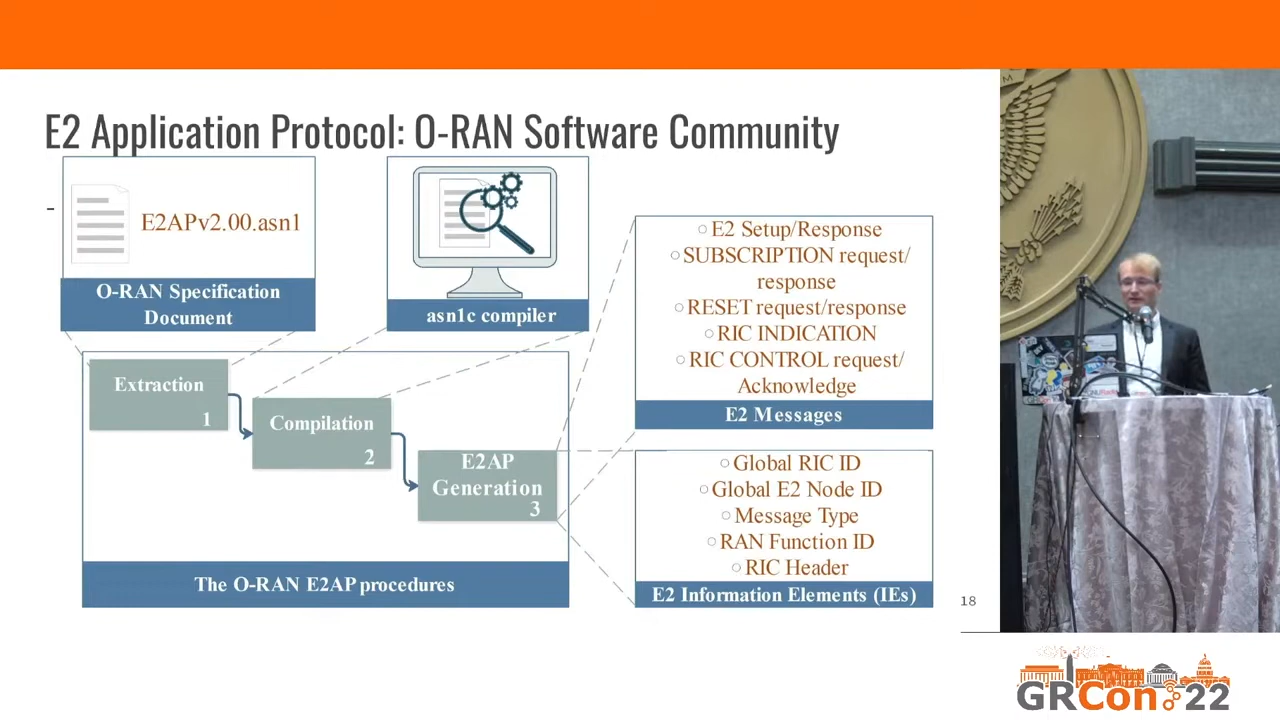 E2 Application Protocol: O-RAN Software Community
-
E2APv2.00.asn1
O-RAN Specification
Document
asn1c compiler
Extraction
1
Compilation
2
E2AP
Generation
3
The O-RAN E2AP procedures
○ E2 Setup/Response
○ SUBSCRIPTION request/
response
○ RESET request/response
○ RIC INDICATION
○ RIC CONTROL request/
Acknowledge
E2 Messages
○ Global RIC ID
○ Global E2 Node ID
○ Message Type
○ RAN Function ID
○ RIC Header
E2 Information Elements (IEs)
18
GRCon 22